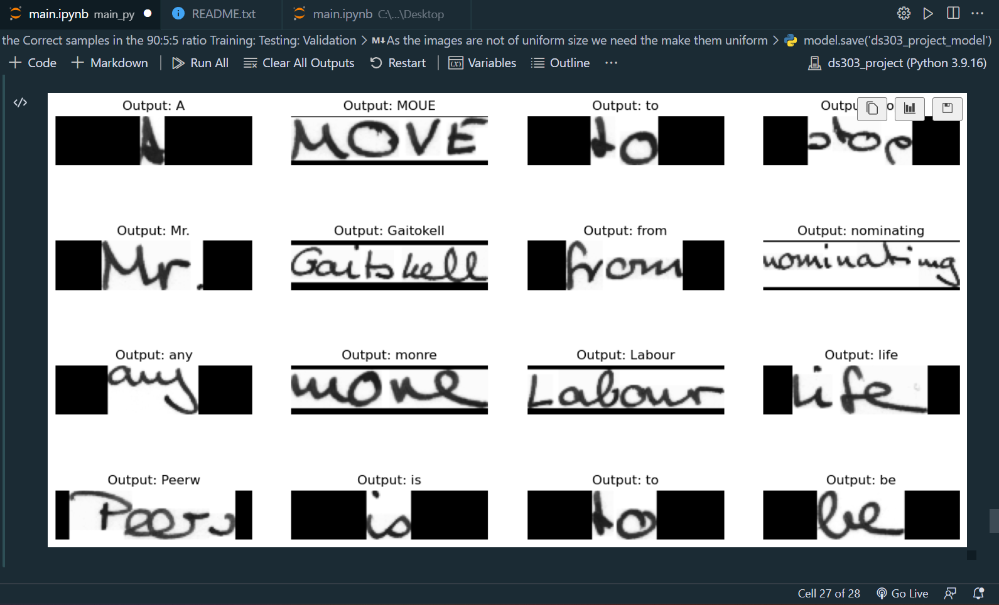 main.ipynb main_py README.txt main.ipynb C:\...\Desktop
the Correct samples in the 90:5:5 ratio Training: Testing: Validation > M↓As the images are not of uniform size we need the make them uniform > model.save('ds303_project_model')
+ Code + Markdown | Run All Clear All Outputs Restart | Variables Outline ... ds303_project (Python 3.9.16)
Output: A Output: MOUE Output: to
A MOVE to stop
Output: Mr. Output: Gaitokell Output: from Output: nominating
Mr. Gaitskell from nominating
Output: any Output: monre Output: Labour Output: life
any move Labour life
Output: Peerw Output: is Output: to Output: be
Peers is to be
Cell 27 of 28 Go Live